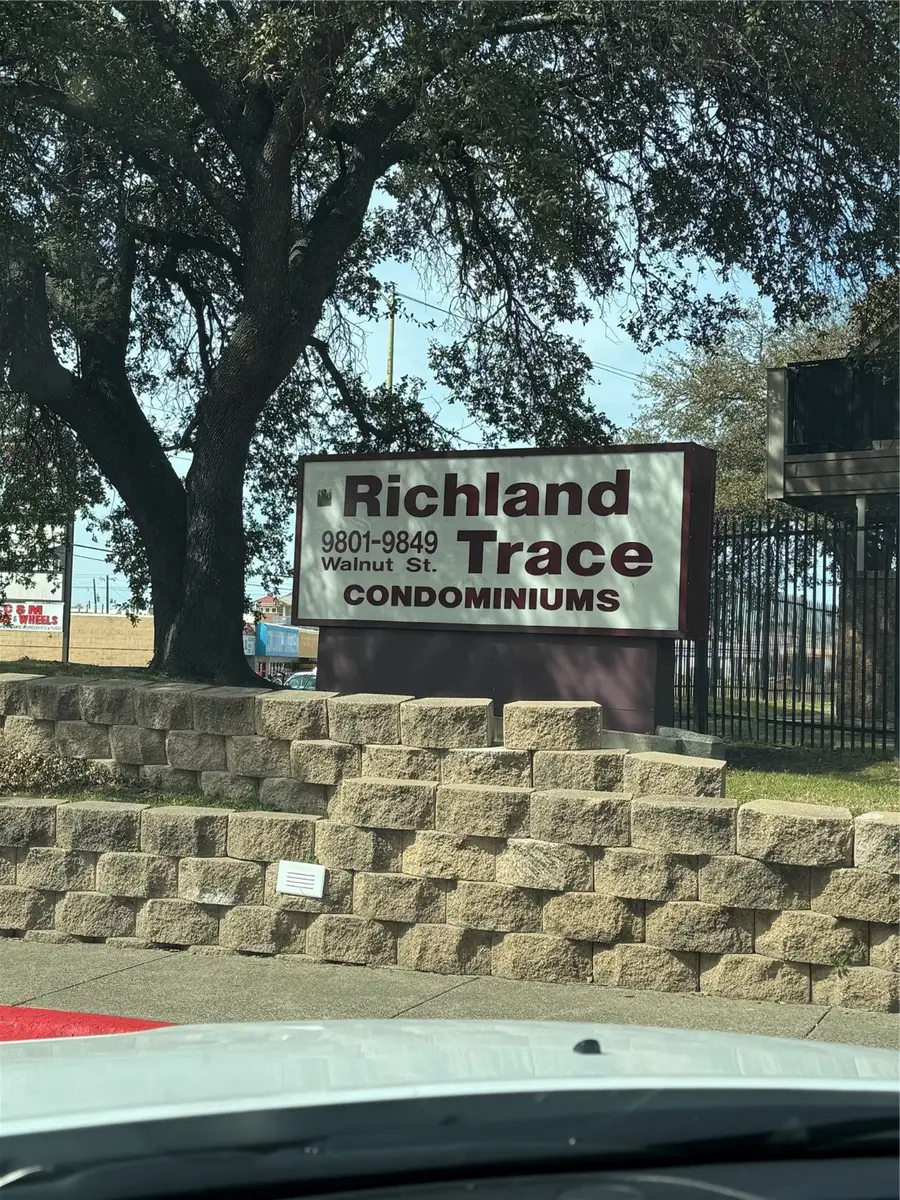 Richland
9801-9849
Walnut St.
Trace
CONDOMINIUMS
C S M
& WHEELS